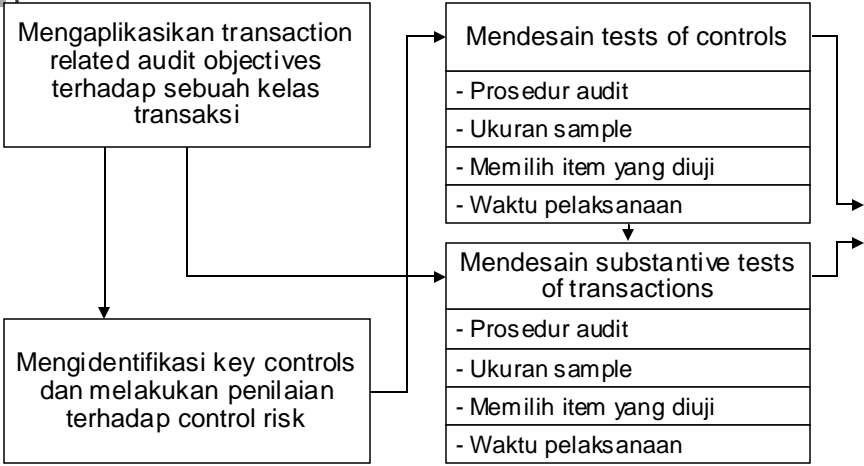 Mengaplikasikan transaction
related audit objectives
terhadap sebuah kelas
transaksi
Mengidentifikasi key controls
dan melakukan penilaian
terhadap control risk
Mendesain tests of controls
- Prosedur audit
- Ukuran sample
- Memilih item yang diuji
- Waktu pelaksanaan
Mendesain substantive tests
of transactions
- Prosedur audit
- Ukuran sample
- Memilih item yang diuji
- Waktu pelaksanaan